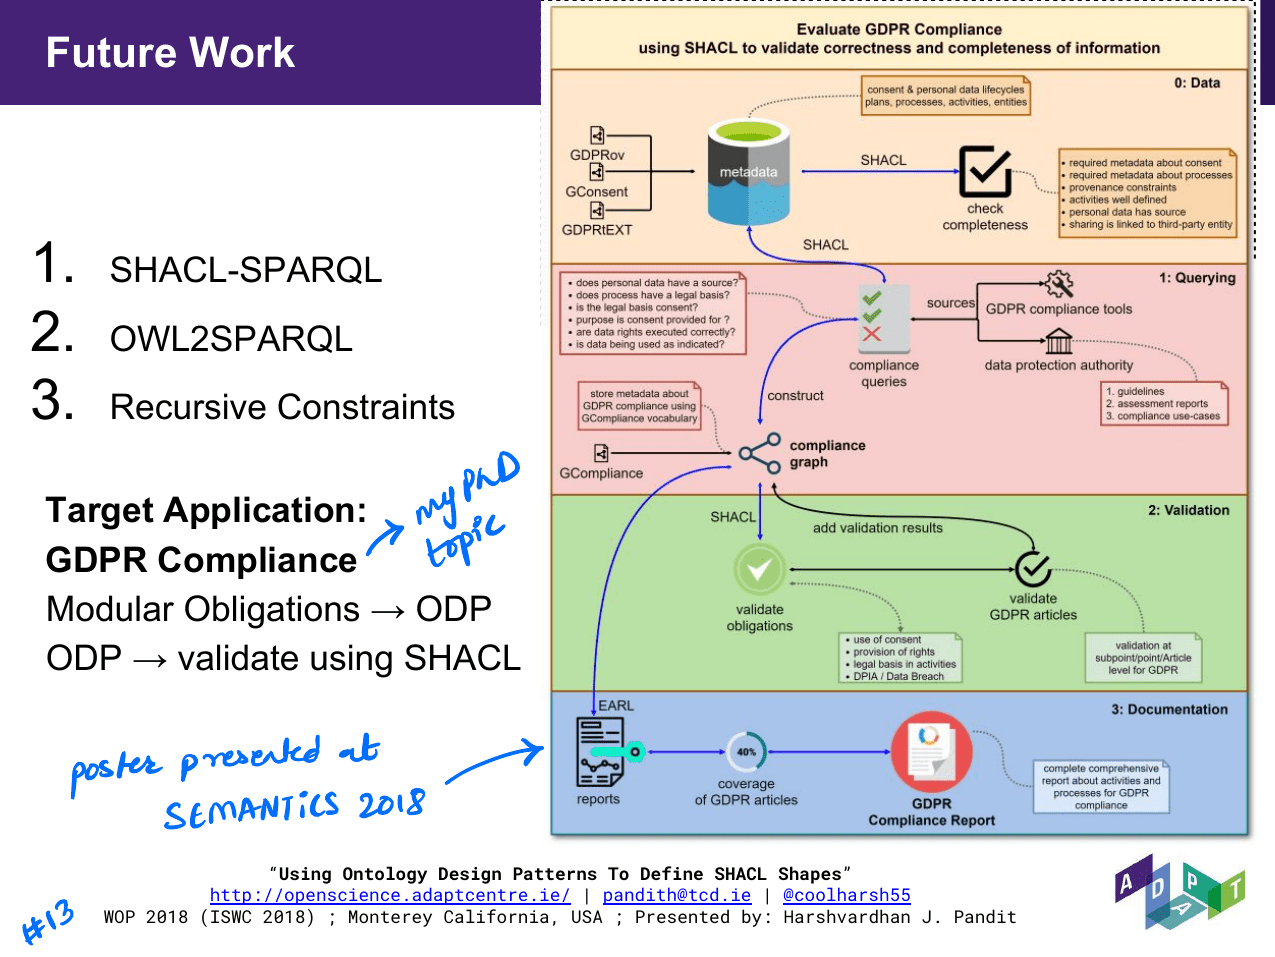 Future Work
1. SHACL-SPARQL
2. OWL2SPARQL
3. Recursive Constraints
Target Application:
GDPR Compliance
→ my PhD
topic
Modular Obligations → ODP
ODP → validate using SHACL
poster presented at
SEMANTiCS 2018
Evaluate GDPR Compliance
using SHACL to validate correctness and completeness of information
0: Data
consent & personal data lifecycles
plans, processes, activities, entities
GDPRov
GConsent
GDPRtEXT
metadata
SHACL
check
completeness
• required metadata about consent
• required metadata about processes
• provenance constraints
• activities well defined
• personal data has source
• sharing is linked to third-party entity
SHACL
1: Querying
• does personal data have a source?
• does process have a legal basis?
• is the legal basis consent?
• purpose is consent provided for ?
• are data rights executed correctly?
• is data being used as indicated?
compliance
queries
sources
GDPR compliance tools
data protection authority
1. guidelines
2. assessment reports
3. compliance use-cases
construct
store metadata about
GDPR compliance using
GCompliance vocabulary
GCompliance
compliance
graph
2: Validation
SHACL
add validation results
validate
obligations
validate
GDPR articles
• use of consent
• provision of rights
• legal basis in activities
• DPIA / Data Breach
validation at
subpoint/point/Article
level for GDPR
3: Documentation
EARL
reports
40%
coverage
of GDPR articles
GDPR
Compliance Report
complete comprehensive
report about activities and
processes for GDPR
compliance
“Using Ontology Design Patterns To Define SHACL Shapes”
http://openscience.adaptcentre.ie/ | pandith@tcd.ie | @coolharsh55
WOP 2018 (ISWC 2018) ; Monterey California, USA ; Presented by: Harshvardhan J. Pandit
#13
ADAPT